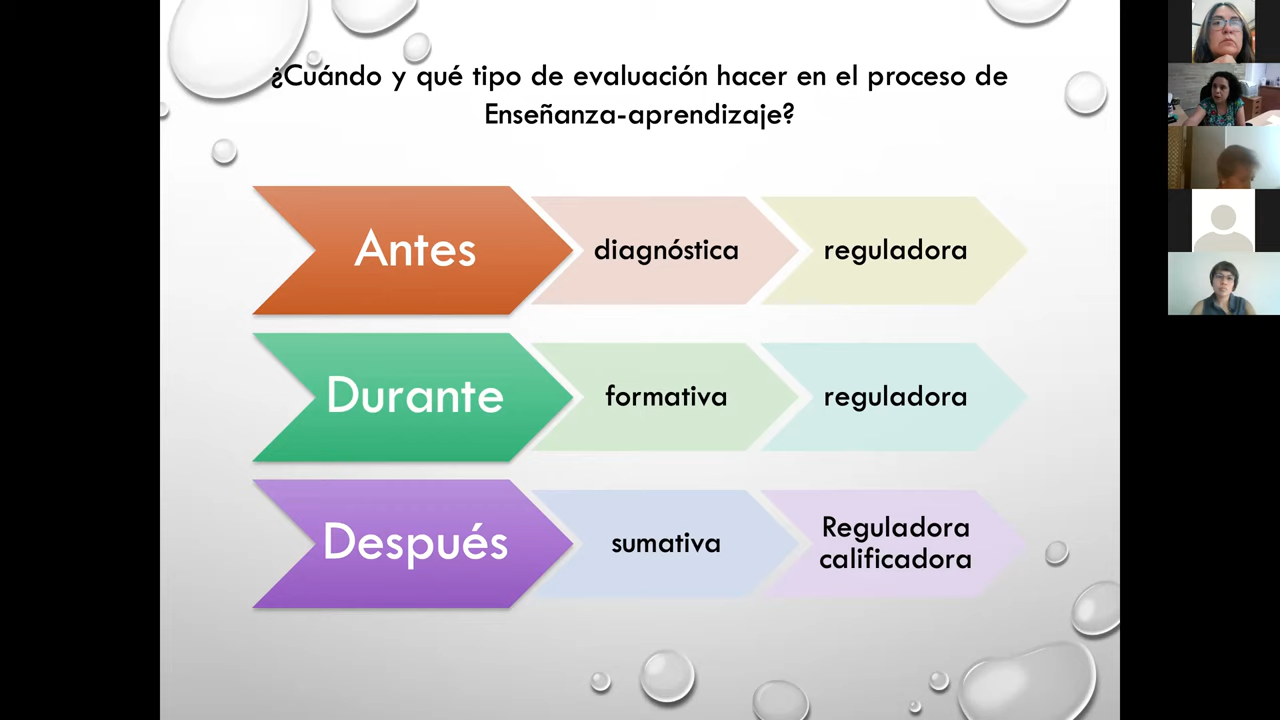 ¿Cuándo y qué tipo de evaluación hacer en el proceso de
Enseñanza-aprendizaje?
Antes
diagnóstica
reguladora
Durante
formativa
reguladora
Después
sumativa
Reguladora
calificadora